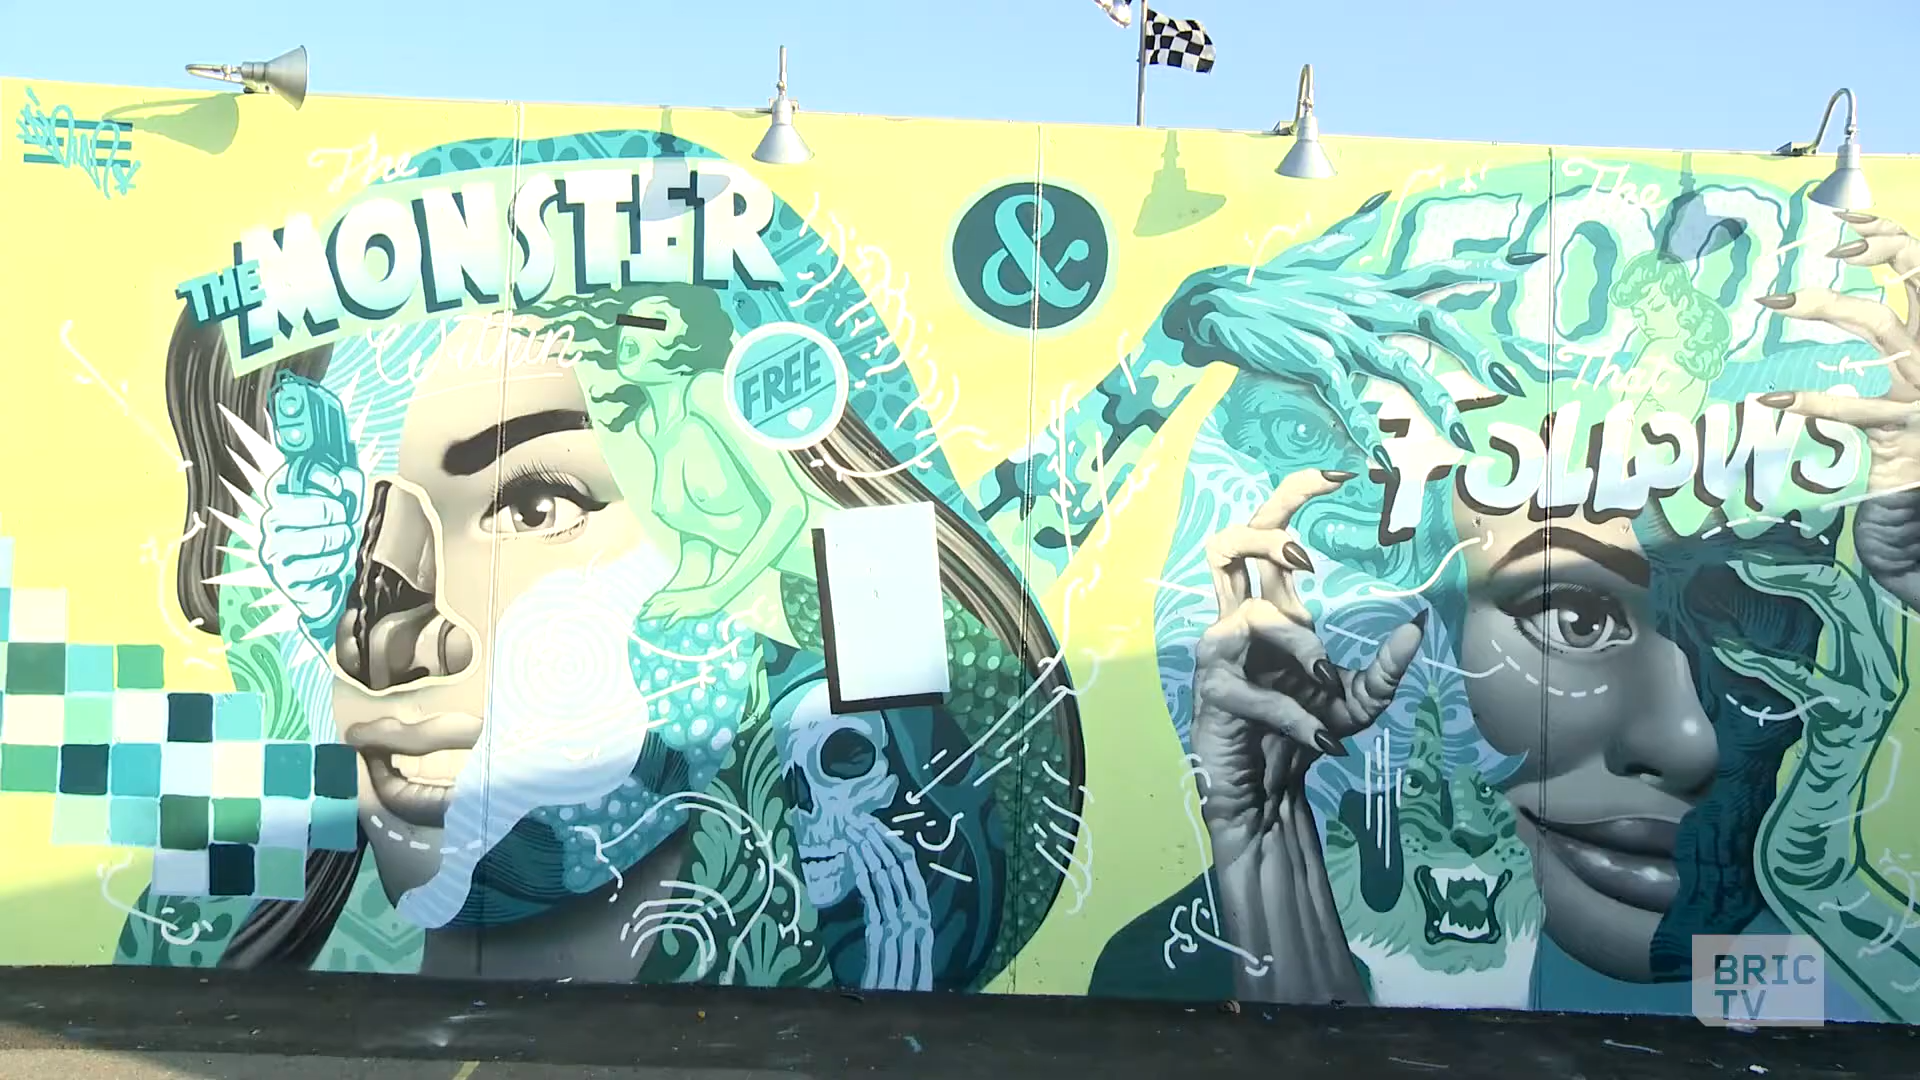 The
THE MONSTER
Within
FREE
&
The
FOOL
That
FOLLOWS
BRIC
TV